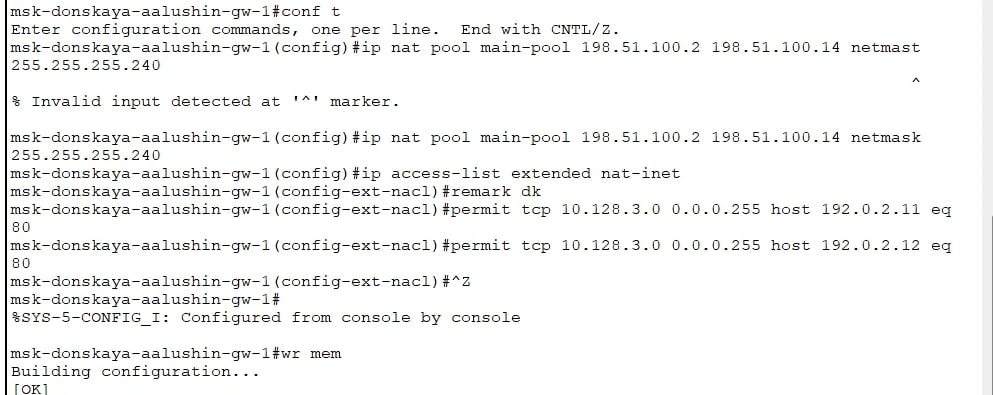 msk-donskaya-aalushin-gw-1#conf t
Enter configuration commands, one per line.  End with CNTL/Z.
msk-donskaya-aalushin-gw-1(config)#ip nat pool main-pool 198.51.100.2 198.51.100.14 netmast
255.255.255.240
^
% Invalid input detected at '^' marker.
msk-donskaya-aalushin-gw-1(config)#ip nat pool main-pool 198.51.100.2 198.51.100.14 netmask
255.255.255.240
msk-donskaya-aalushin-gw-1(config)#ip access-list extended nat-inet
msk-donskaya-aalushin-gw-1(config-ext-nacl)#remark dk
msk-donskaya-aalushin-gw-1(config-ext-nacl)#permit tcp 10.128.3.0 0.0.0.255 host 192.0.2.11 eq
80
msk-donskaya-aalushin-gw-1(config-ext-nacl)#permit tcp 10.128.3.0 0.0.0.255 host 192.0.2.12 eq
80
msk-donskaya-aalushin-gw-1(config-ext-nacl)#^Z
msk-donskaya-aalushin-gw-1#
%SYS-5-CONFIG_I: Configured from console by console
msk-donskaya-aalushin-gw-1#wr mem
Building configuration...
[OK]